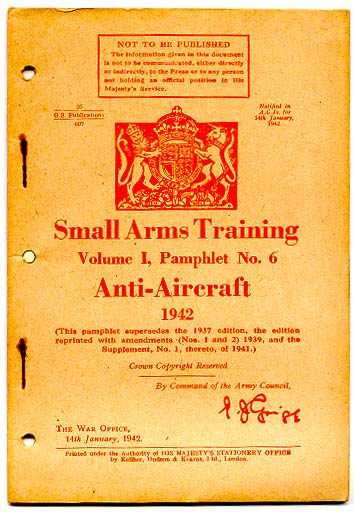 NOT TO BE PUBLISHED
The information given in this document
is not to be communicated, either directly
or indirectly, to the Press or to any person
not holding an official position in His
Majesty's Service.
26
G.S. Publications
607
Notified in
A.C.Is. for
14th January,
1942
Small Arms Training
Volume I, Pamphlet No. 6
Anti-Aircraft
1942
(This pamphlet supersedes the 1937 edition, the edition
reprinted with amendments (Nos. 1 and 2) 1939, and the
Supplement, No. 1, thereto, of 1941.)
Crown Copyright Reserved
By Command of the Army Council,
THE WAR OFFICE,
14th January, 1942.
Printed under the Authority of HIS MAJESTY'S STATIONERY OFFICE
by Keliher, Hudson & Kearns, Ltd., London.